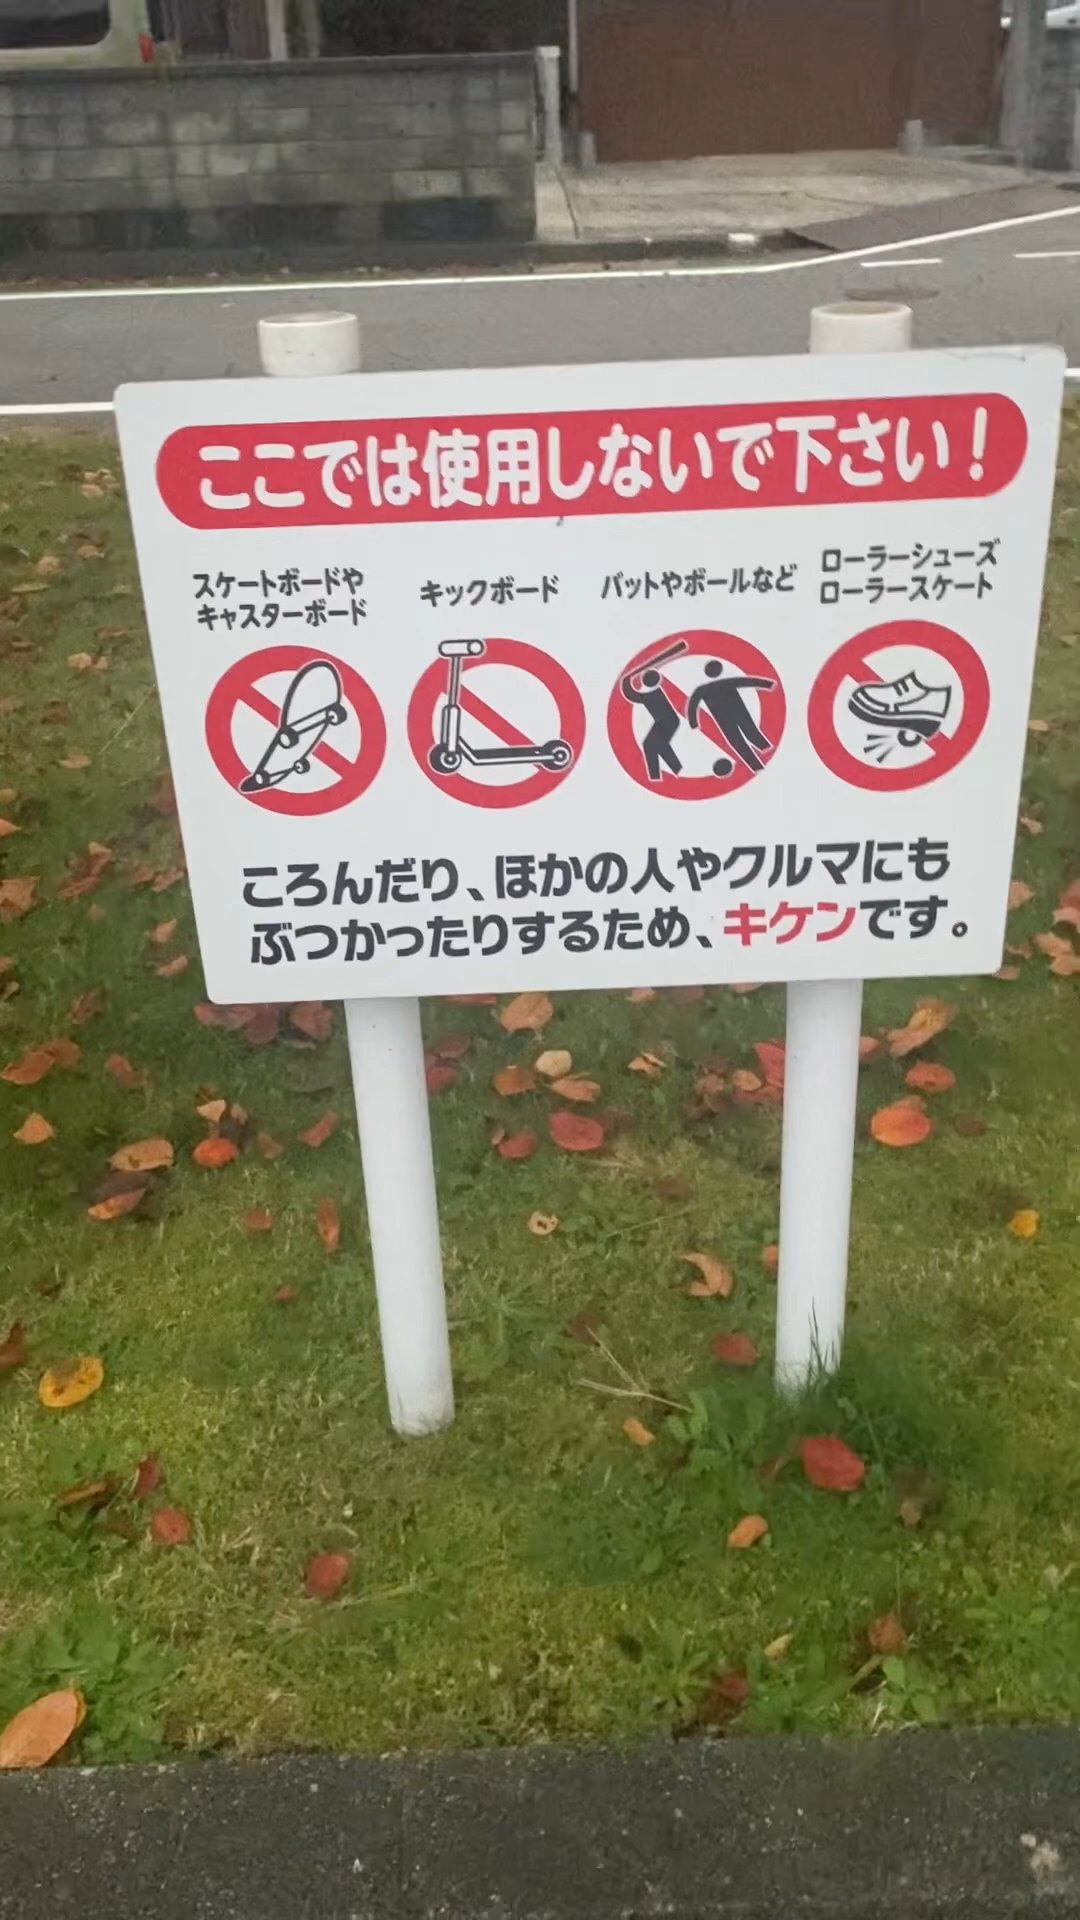 ここでは使用しないで下さい！
スケートボードや
キャスターボード
キックボード
バットやボールなど
ローラーシューズ
ローラースケート
ころんだり、ほかの人やクルマにも
ぶつかったりするため、キケンです。